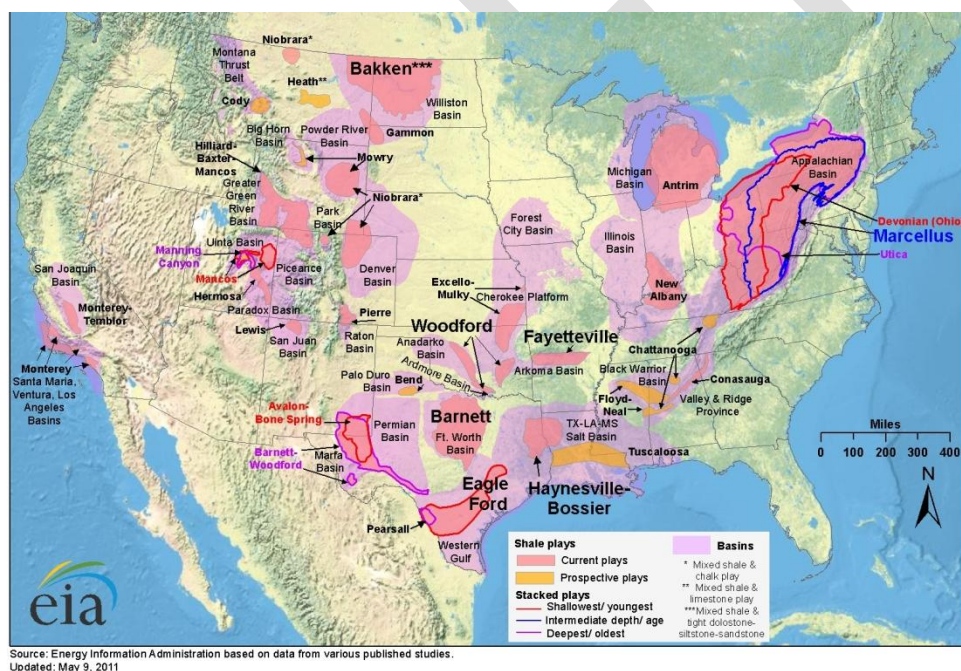 Niobrara*
Montana
Thrust
Belt
Cody
Heath**
Bakken***
Williston
Basin
Big Horn
Basin
Powder River
Basin
Gammon
Hilliard-
Baxter-
Mancos
Mowry
Greater
Green
River
Basin
Park
Basin
Niobrara*
Uinta Basin
Manning
Canyon
Mancos
Piceance
Basin
Denver
Basin
Hermosa
Paradox Basin
Lewis
San Juan
Basin
Pierre
Raton
Basin
San Joaquin
Basin
Monterey-
Temblor
Monterey
Santa Maria,
Ventura, Los
Angeles
Basins
Forest
City Basin
Illinois
Basin
Michigan
Basin
Antrim
Appalachian
Basin
Devonian (Ohio
Marcellus
Utica
New
Albany
Excello-
Mulky
Cherokee Platform
Woodford
Anadarko
Basin
Ardmore Basin
Fayetteville
Arkoma Basin
Chattanooga
Black Warrior
Basin
Conasauga
Floyd-
Neal
Valley & Ridge
Province
Palo Duro
Basin
Bend
Avalon-
Bone Spring
Permian
Basin
Barnett
Ft. Worth
Basin
TX-LA-MS
Salt Basin
Tuscaloosa
Barnett-
Woodford
Marfa
Basin
Eagle
Ford
Haynesville-
Bossier
Pearsall
Western
Gulf
Miles
0 100 200 300 400
N
Shale plays
Current plays
Prospective plays
Stacked plays
Shallowest/ youngest
Intermediate depth/ age
Deepest/ oldest
Basins
* Mixed shale &
chalk play
** Mixed shale &
limestone play
***Mixed shale &
tight dolostone-
siltstone-sandstone
eia
Source: Energy Information Administration based on data from various published studies.
Updated: May 9, 2011